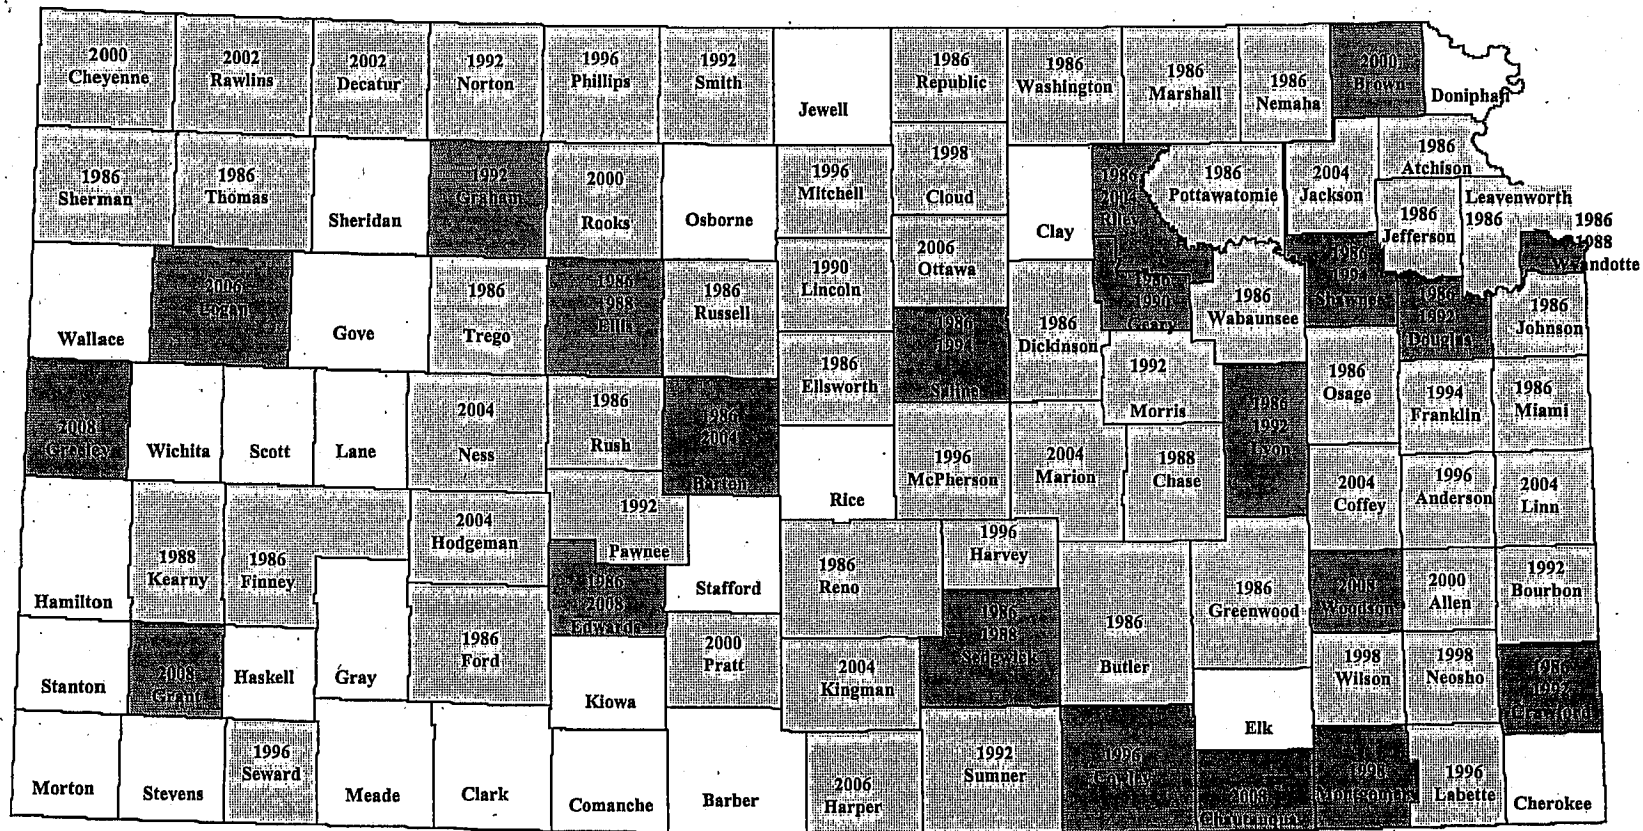 2000
Cheyenne
2002
Rawlins
2002
Decatur
1992
Norton
1996
Phillips
1992
Smith
Jewell
1986
Republic
1986
Washington
1986
Marshall
1986
Nemaha
2000
Brown
Doniphan
1986
Sherman
1986
Thomas
Sheridan
1992
Graham
2000
Rooks
Osborne
1996
Mitchell
1998
Cloud
Clay
1986
2004
Riley
1986
Pottawatomie
2004
Jackson
1986
Atchison
1986
Jefferson
Leavenworth
1986
1986
1988
Wyandotte
Wallace
2006
Logan
Gove
1986
Trego
1986
1988
Ellis
1986
Russell
1990
Lincoln
2006
Ottawa
1986
Dickinson
1986
1990
Geary
1986
Wabaunsee
1986
1994
Shawnee
1986
1992
Douglas
1986
Johnson
2008
Greeley
Wichita
Scott
Lane
2004
Ness
1986
Rush
1986
2004
Barton
1986
Ellsworth
1986
1994
Saline
1992
Morris
1986
1992
Lyon
1986
Osage
1994
Franklin
1986
Miami
Rice
1996
McPherson
2004
Marion
1988
Chase
2004
Coffey
1996
Anderson
2004
Linn
Hamilton
1988
Kearny
1986
Finney
2004
Hodgeman
1992
Pawnee
1986
2008
Edwards
Stafford
1986
Reno
1996
Harvey
1986
Butler
1986
Greenwood
2008
Woodson
2000
Allen
1992
Bourbon
Stanton
2008
Grant
Haskell
Gray
1986
Ford
Kiowa
2000
Pratt
2004
Kingman
1986
1988
Sedgwick
Elk
1998
Wilson
1998
Neosho
1986
1992
Crawford
Morton
Stevens
1996
Seward
Meade
Clark
Comanche
Barber
2006
Harper
1992
Sumner
1996
Cowley
2008
Chautauqua
1998
Montgomery
1996
Labette
Cherokee